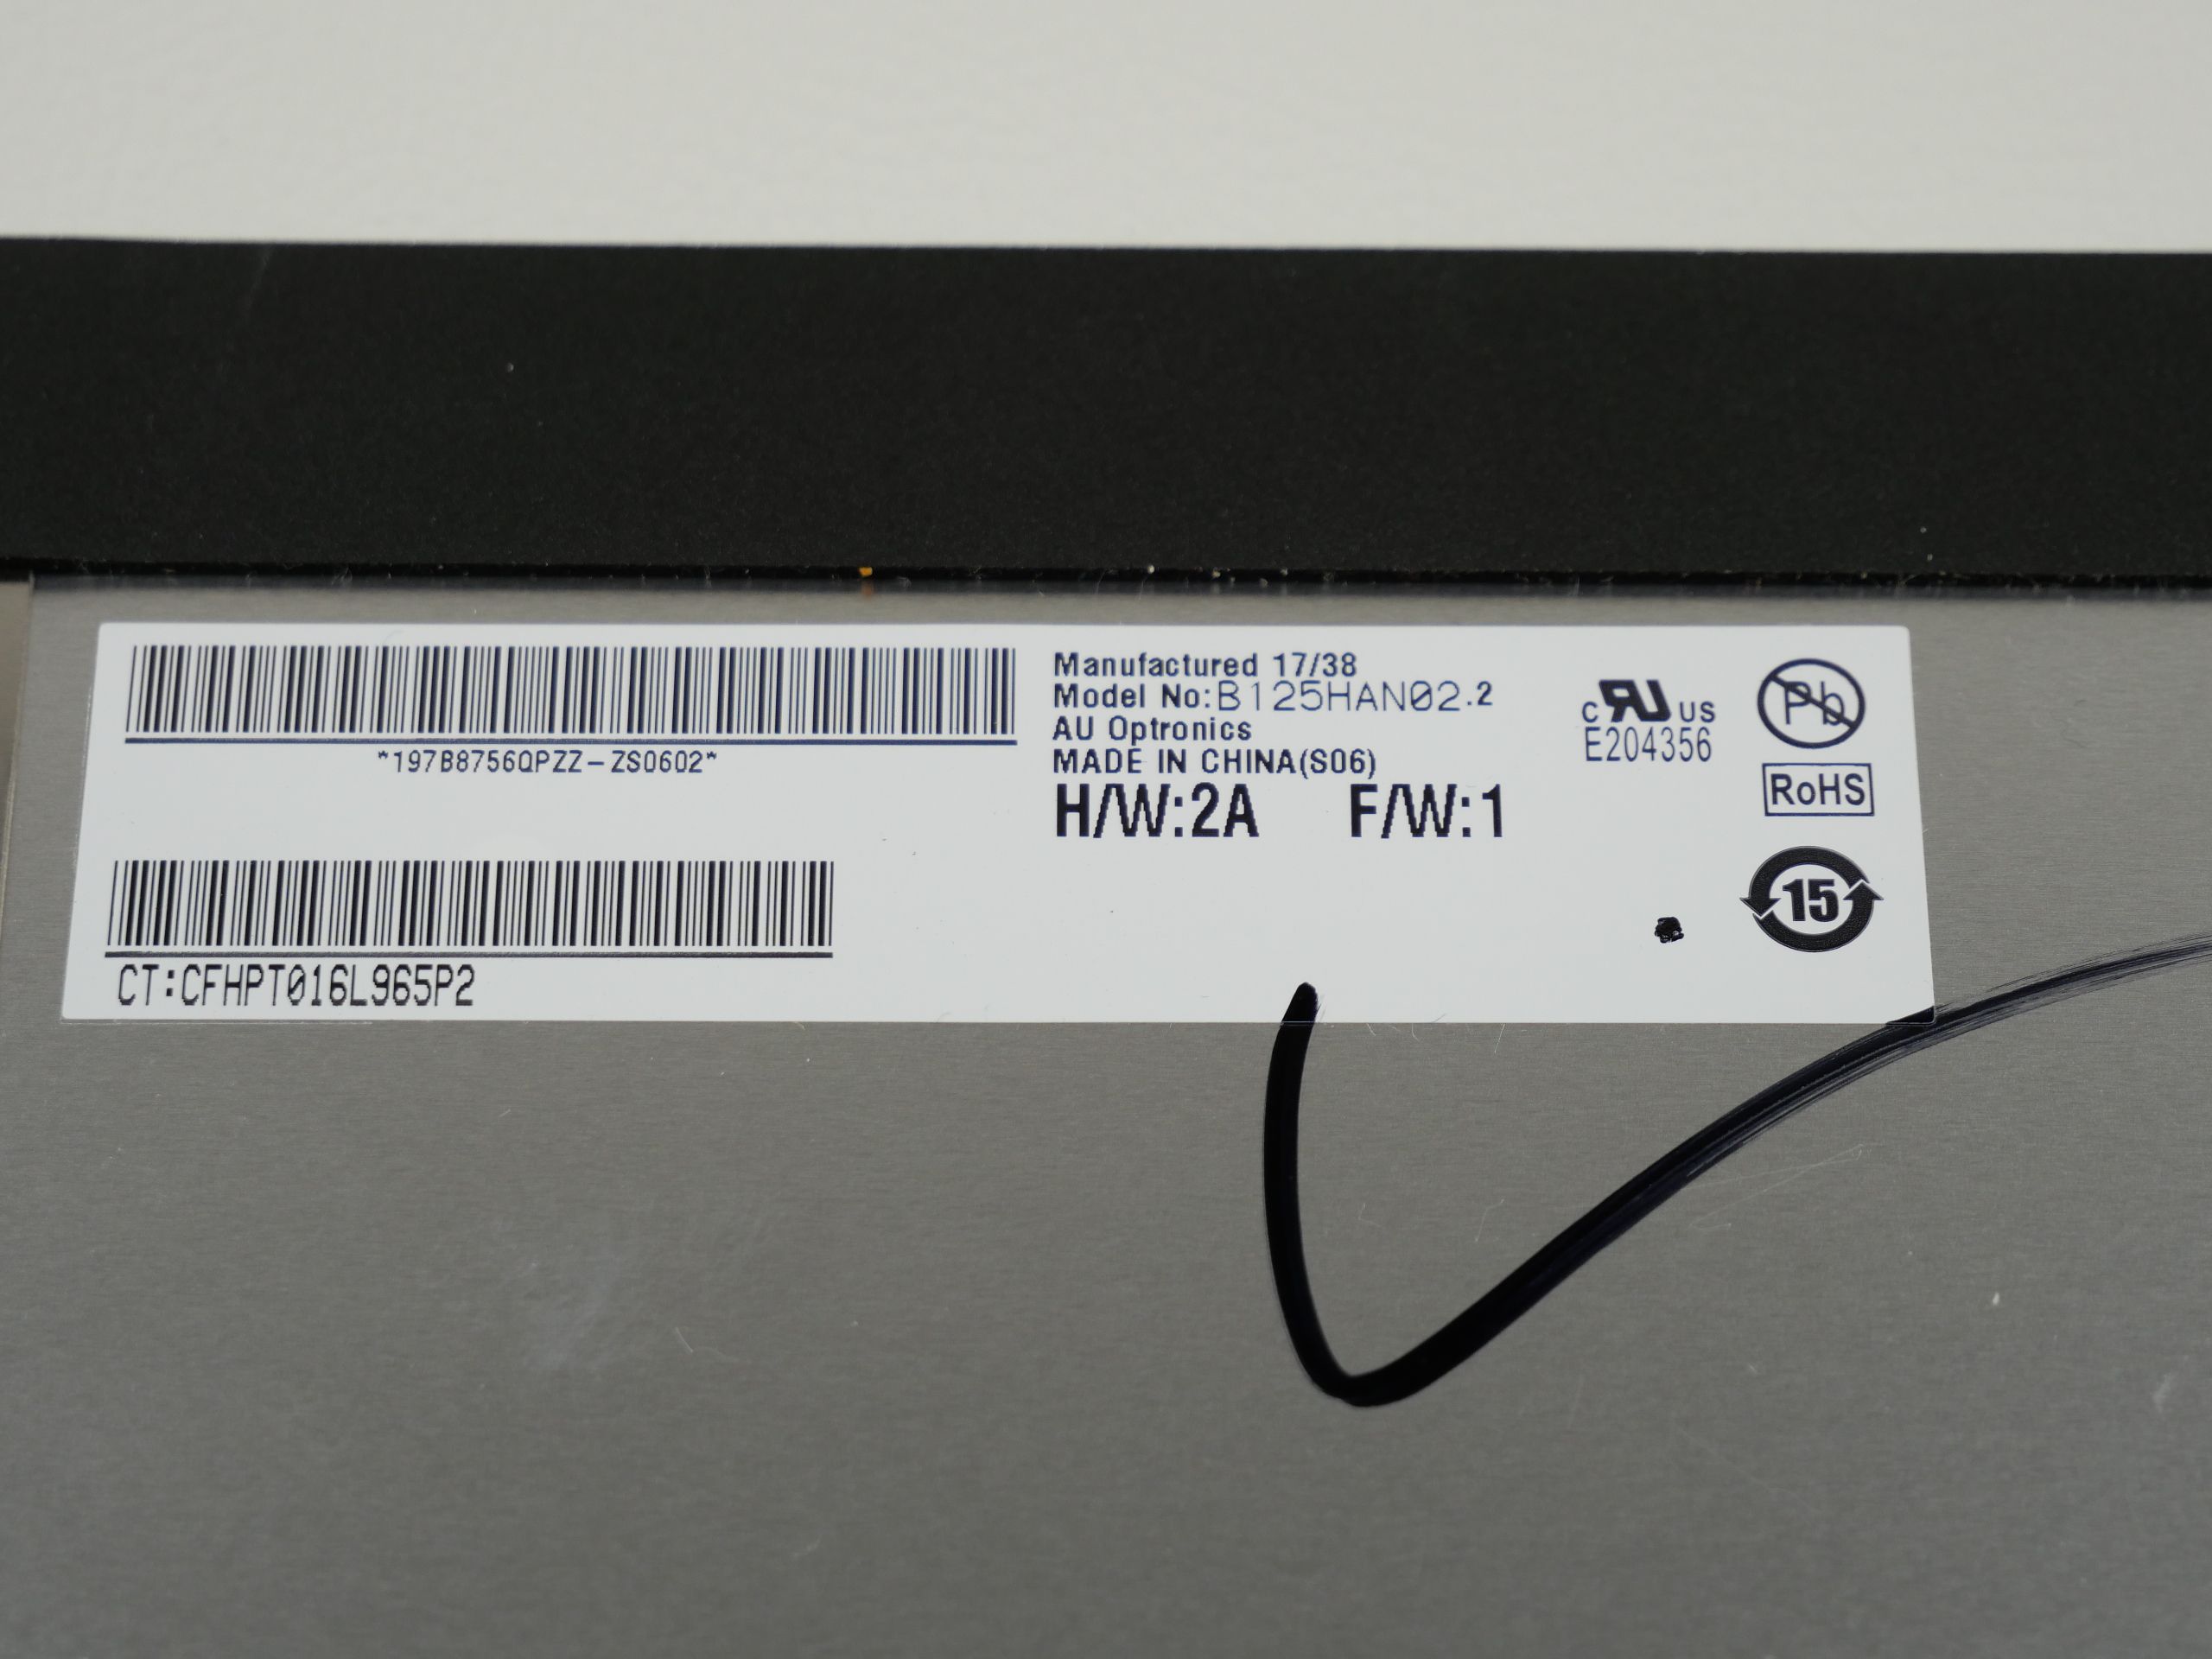 *197B8756QPZZ-ZS0602*
CT:CFHPT016L965P2
Manufactured 17/38
Model No:B125HAN02.2
AU Optronics
MADE IN CHINA(S06)
H/W:2A F/W:1
c RU US
E204356
Pb
RoHS
15